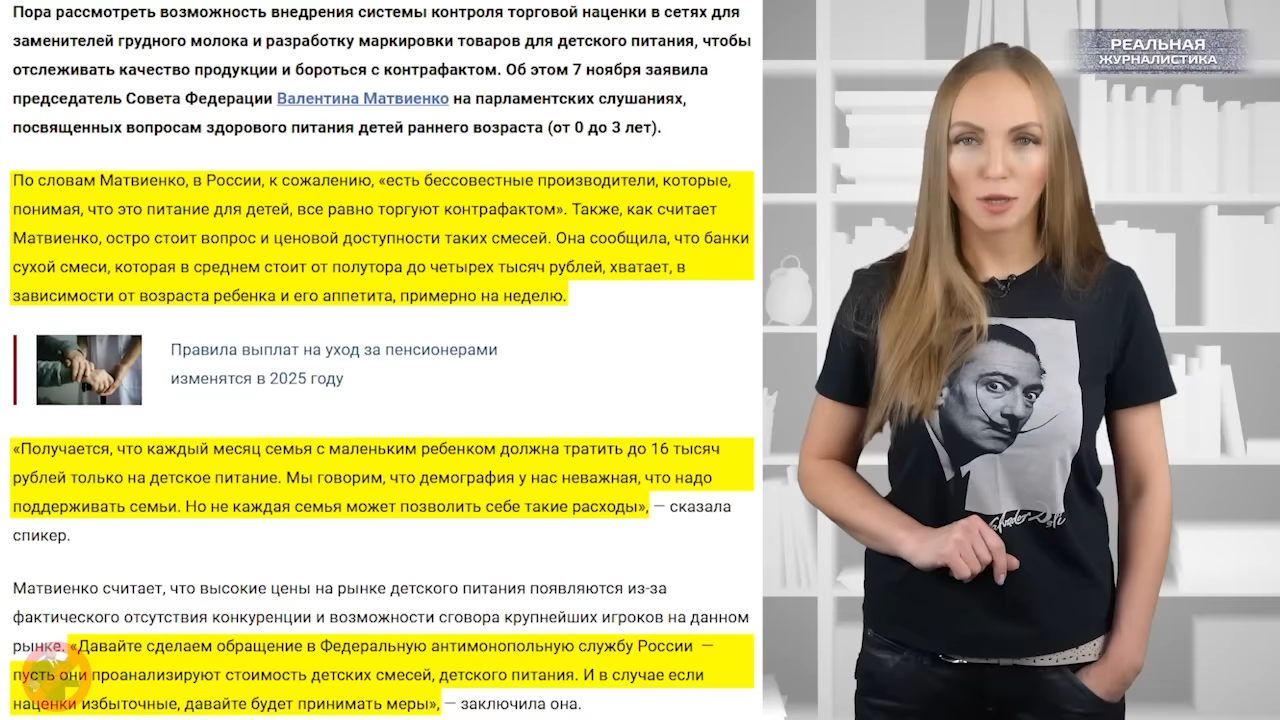 Пора рассмотреть возможность внедрения системы контроля торговой наценки в сетях для
заменителей грудного молока и разработку маркировки товаров для детского питания, чтобы
отслеживать качество продукции и бороться с контрафактом. Об этом 7 ноября заявила
председатель Совета Федерации Валентина Матвиенко на парламентских слушаниях,
посвященных вопросам здорового питания детей раннего возраста (от 0 до 3 лет).
По словам Матвиенко, в России, к сожалению, «есть бессовестные производители, которые,
понимая, что это питание для детей, все равно торгуют контрафактом». Также, как считает
Матвиенко, остро стоит вопрос и ценовой доступности таких смесей. Она сообщила, что банки
сухой смеси, которая в среднем стоит от полутора до четырех тысяч рублей, хватает, в
зависимости от возраста ребенка и его аппетита, примерно на неделю.
Правила выплат на уход за пенсионерами
изменятся в 2025 году
«Получается, что каждый месяц семья с маленьким ребенком должна тратить до 16 тысяч
рублей только на детское питание. Мы говорим, что демография у нас неважная, что надо
поддерживать семьи. Но не каждая семья может позволить себе такие расходы», — сказала
спикер.
Матвиенко считает, что высокие цены на рынке детского питания появляются из-за
фактического отсутствия конкуренции и возможности сговора крупнейших игроков на данном
рынке. «Давайте сделаем обращение в Федеральную антимонопольную службу России —
пусть они проанализируют стоимость детских смесей, детского питания. И в случае если
наценки избыточные, давайте будет принимать меры», — заключила она.
РЕАЛЬНАЯ
ЖУРНАЛИСТИКА